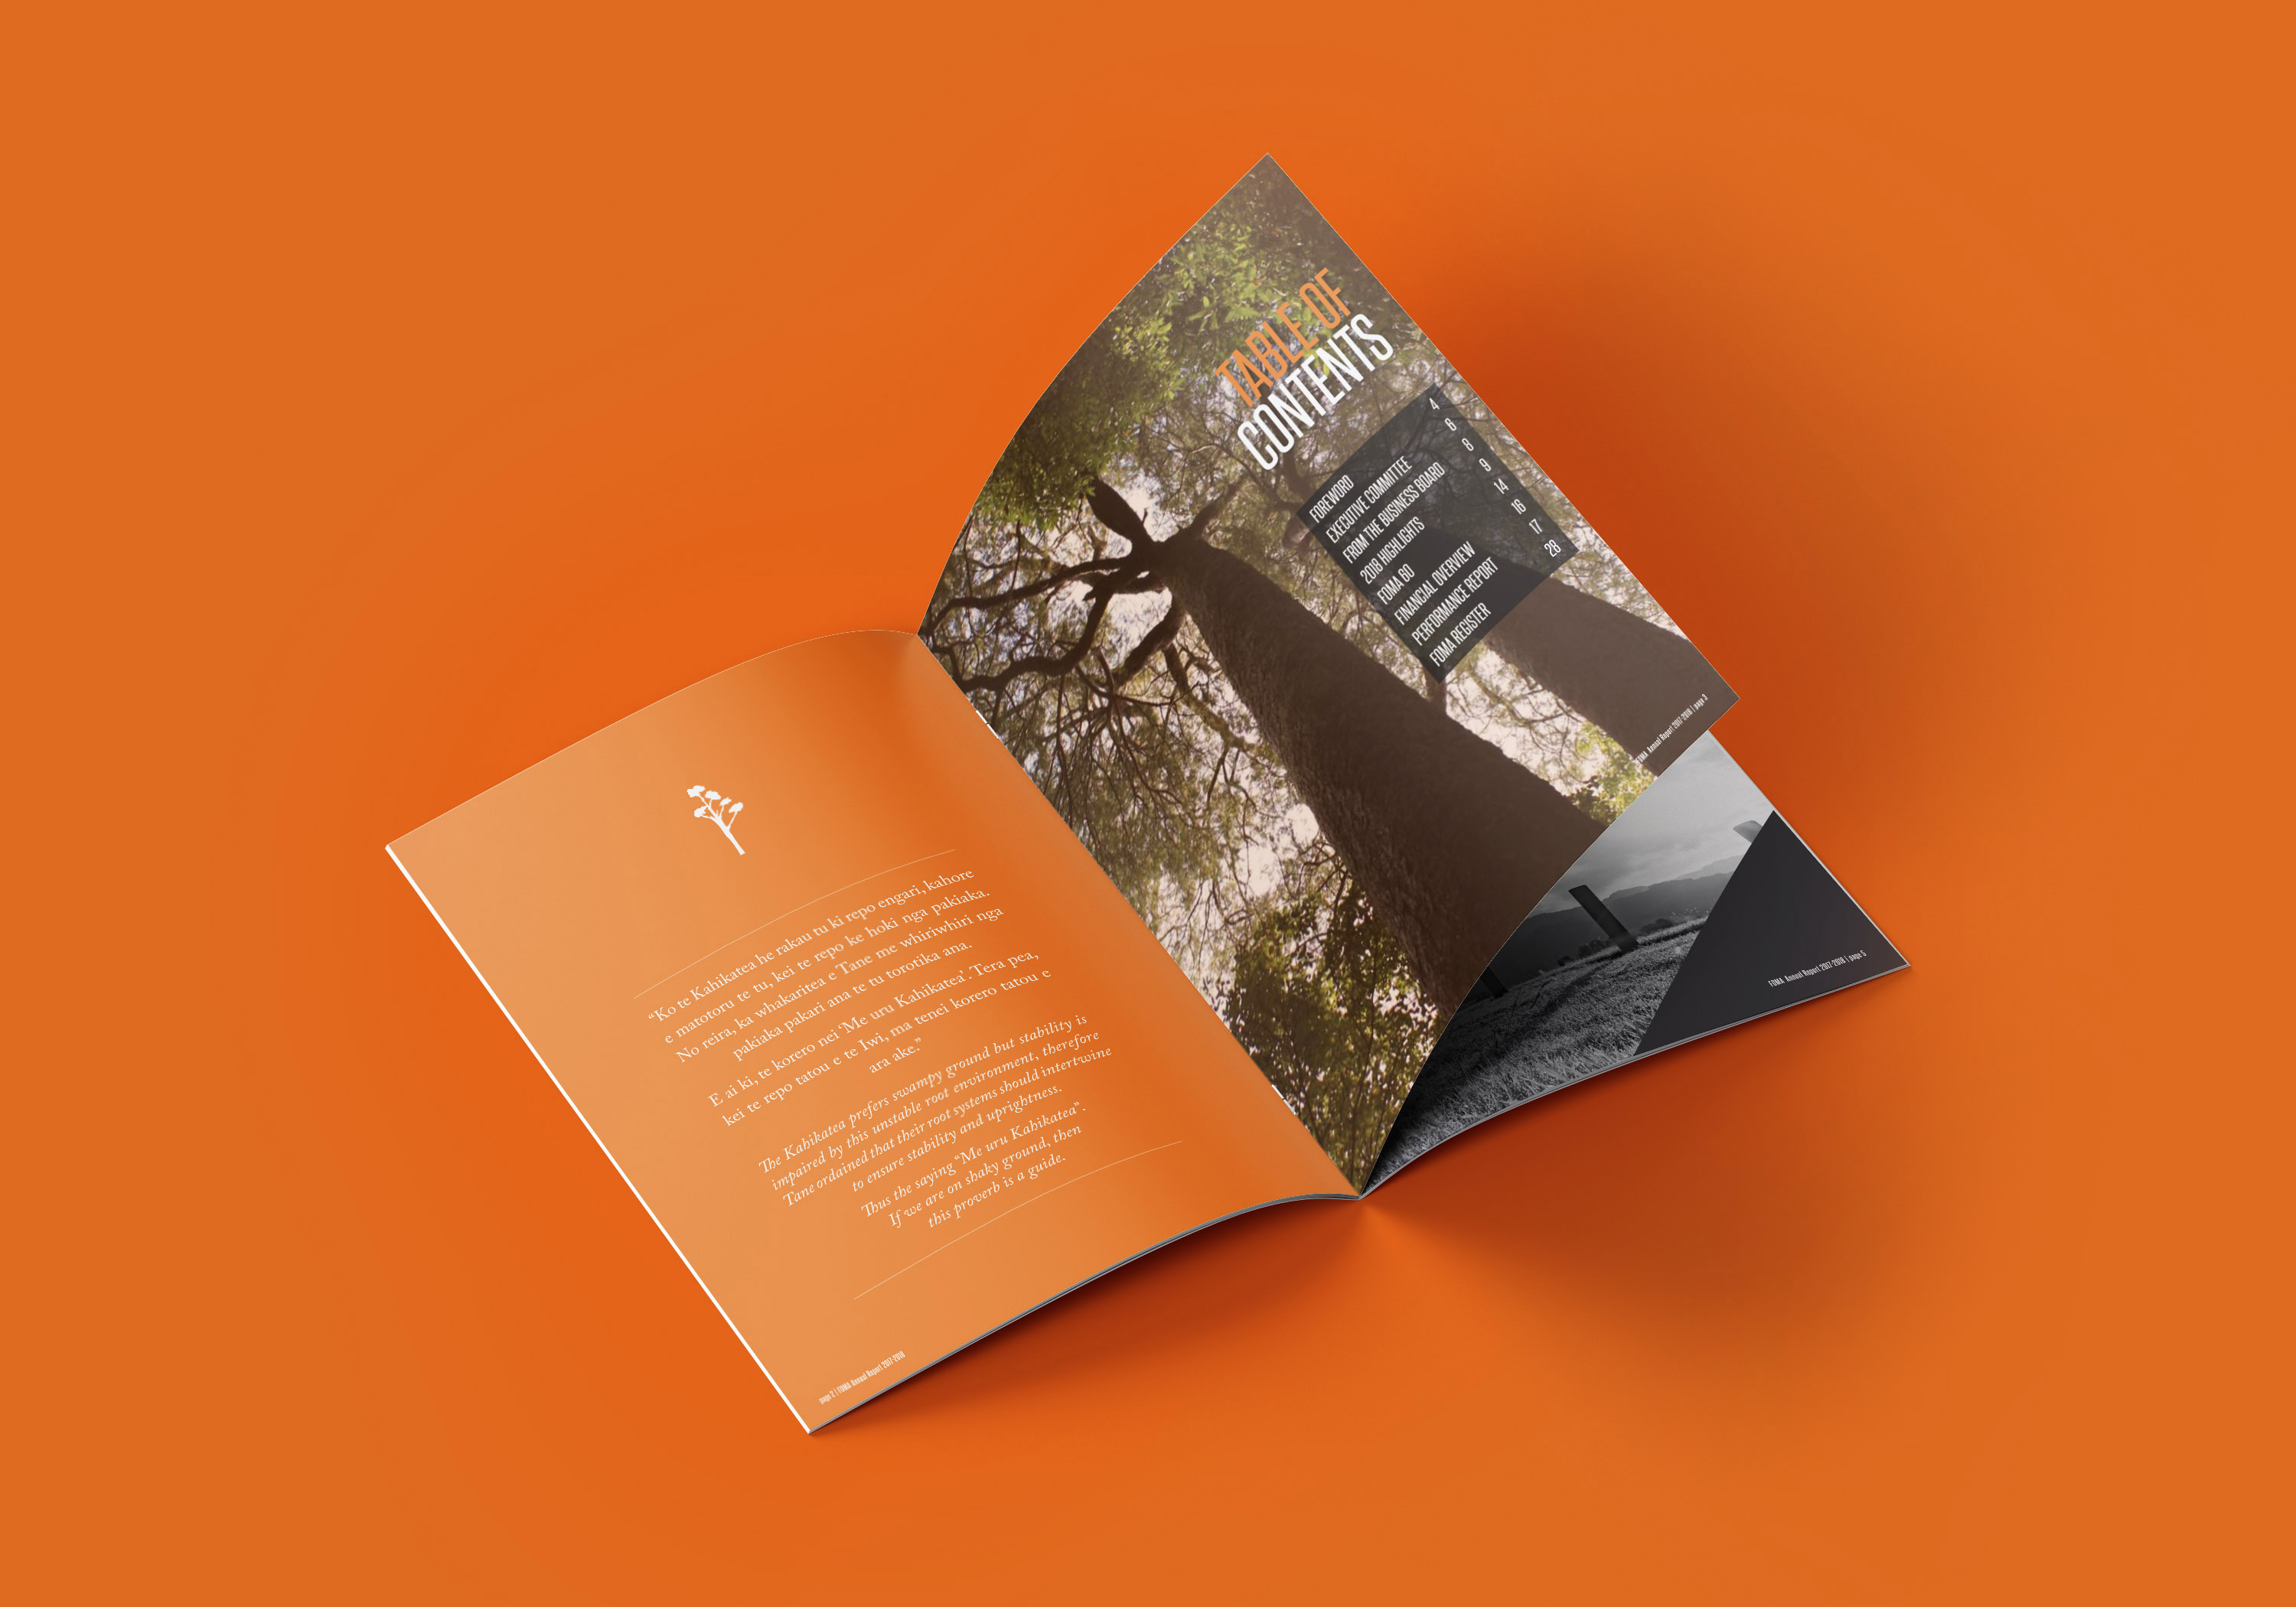 “Ko te Kahikatea he rakau tu ki repo engari, kahore
e matotoru te tu, kei te repo ke hoki nga pakiaka.
No reira, ka whakaritea e Tane me whiriwhiri nga
pakiaka pakari ana te tu torotika ana.
E ai ki, te korero nei ‘Me uru Kahikatea’. Tera pea,
kei te repo tatou e te Iwi, ma tenei korero tatou e
ara ake.”
The Kahikatea prefers swampy ground but stability is
impaired by this unstable root environment, therefore
Tane ordained that their root systems should intertwine
to ensure stability and uprightness.
Thus the saying “Me uru Kahikatea”.
If we are on shaky ground, then
this proverb is a guide.
page 2 | FOMA Annual Report 2017-2018
TABLE OF
CONTENTS
FOREWORD 4
EXECUTIVE COMMITTEE 6
FROM THE BUSINESS BOARD 8
2018 HIGHLIGHTS 9
FOMA 60 14
FINANCIAL OVERVIEW 16
PERFORMANCE REPORT 17
FOMA REGISTER 28
FOMA Annual Report 2017-2018 | page 3
FOMA Annual Report 2017-2018 | page 5